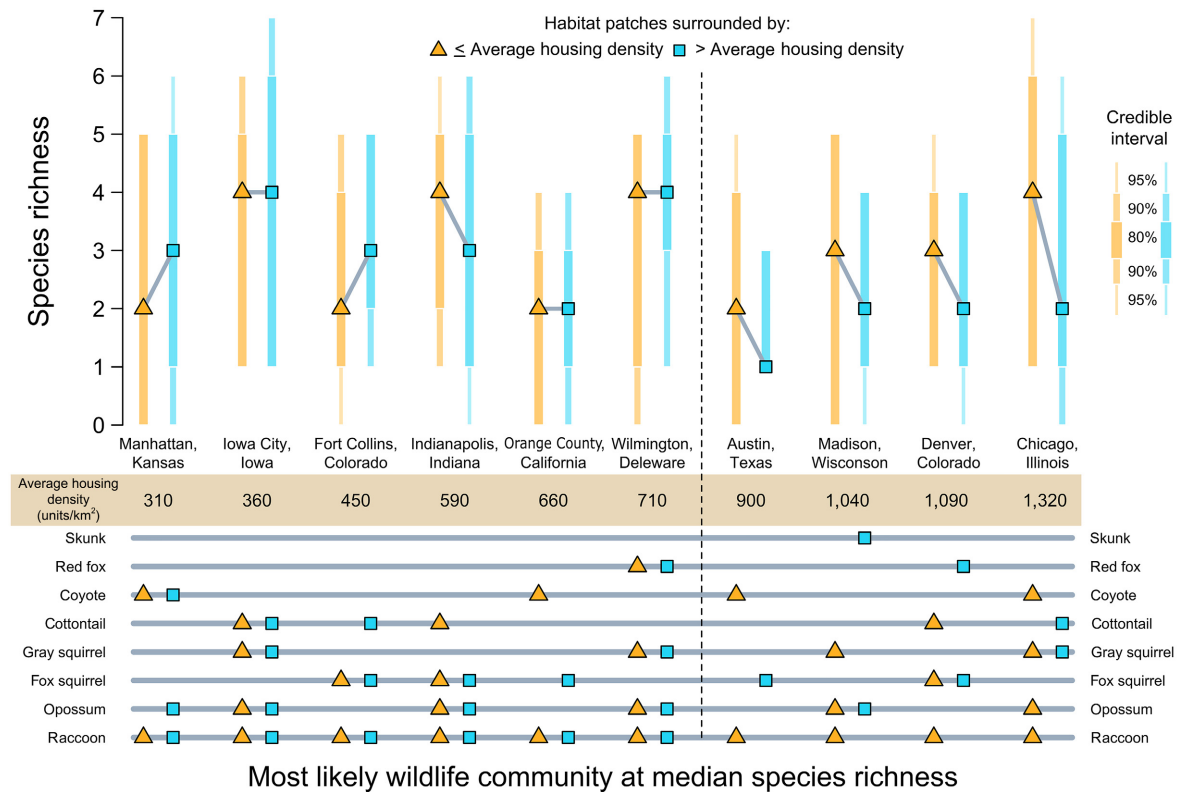 Habitat patches surrounded by:
≤ Average housing density > Average housing density
Species richness
7
6
5
4
3
2
1
0
Credible
interval
95%
90%
80%
90%
95%
Manhattan,
Kansas
Iowa City,
Iowa
Fort Collins,
Colorado
Indianapolis,
Indiana
Orange County,
California
Wilmington,
Deleware
Austin,
Texas
Madison,
Wisconson
Denver,
Colorado
Chicago,
Illinois
Average housing
density
(units/km²)
310 360 450 590 660 710 900 1,040 1,090 1,320
Skunk Skunk
Red fox Red fox
Coyote Coyote
Cottontail Cottontail
Gray squirrel Gray squirrel
Fox squirrel Fox squirrel
Opossum Opossum
Raccoon Raccoon
Most likely wildlife community at median species richness